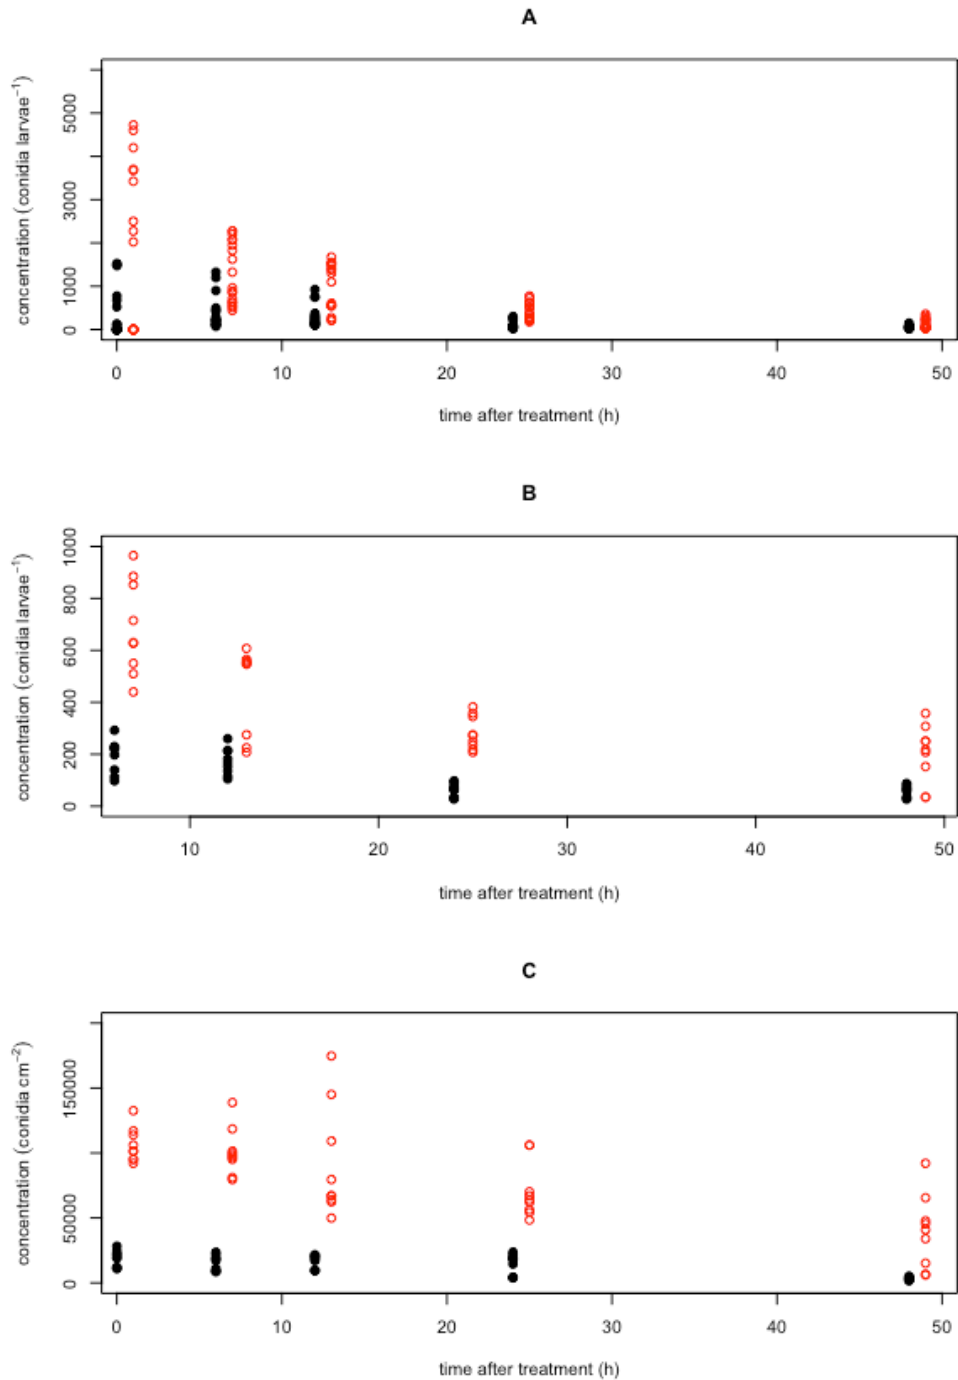 A
concentration (conidia larvae⁻¹)
0 1000 3000 5000
0 10 20 30 40 50
time after treatment (h)
B
concentration (conidia larvae⁻¹)
0 200 400 600 800 1000
10 20 30 40 50
time after treatment (h)
C
concentration (conidia cm⁻²)
0 50000 150000
0 10 20 30 40 50
time after treatment (h)